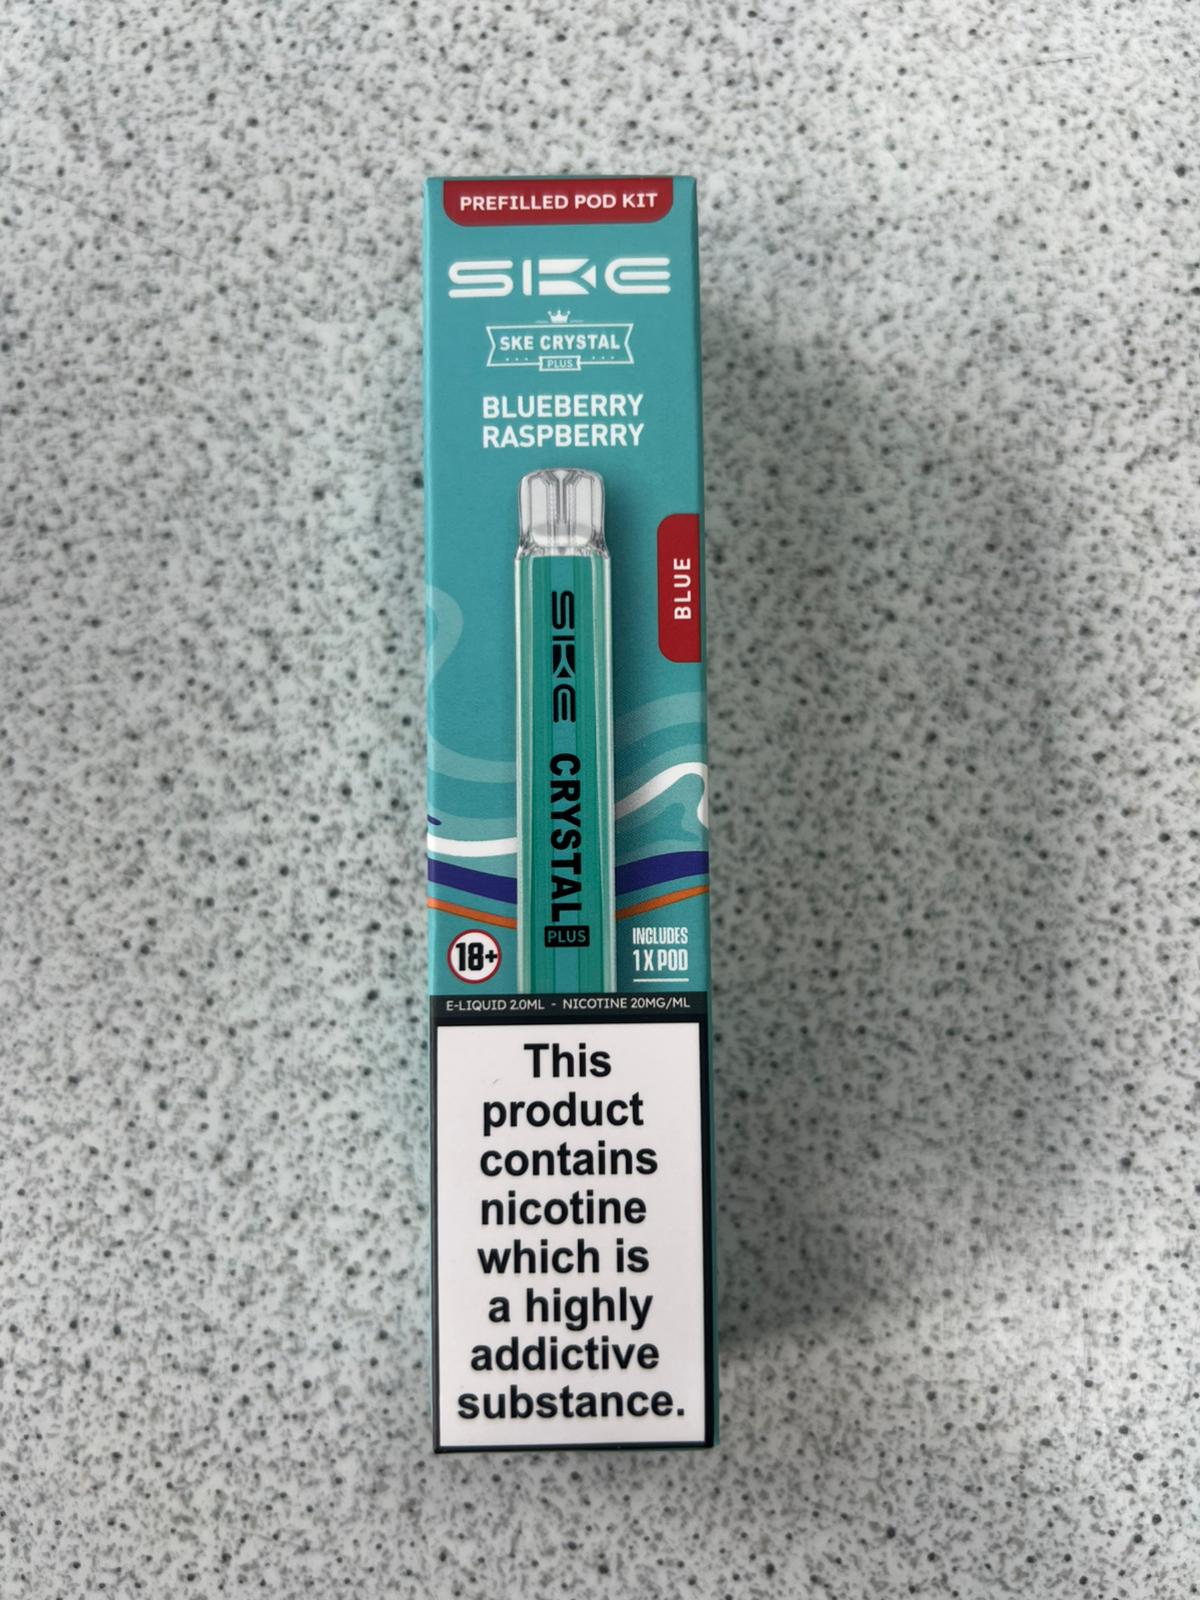 PREFILLED POD KIT
SKE
SKE CRYSTAL
PLUS
BLUEBERRY
RASPBERRY
BLUE
SKE CRYSTAL
PLUS
18+
INCLUDES
1 X POD
E-LIQUID 2.0ML - NICOTINE 20MG/ML
This
product
contains
nicotine
which is
a highly
addictive
substance.